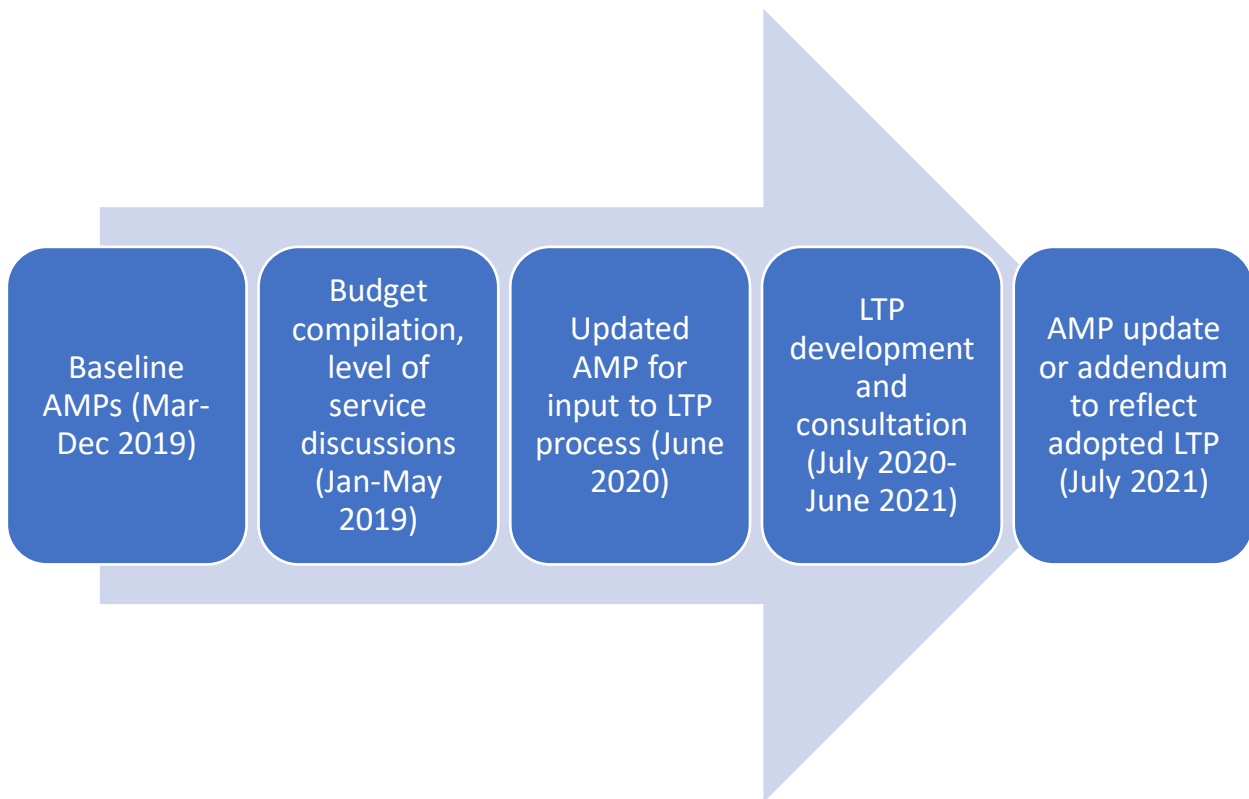 Baseline
AMPs (Mar-
Dec 2019)
Budget
compilation,
level of
service
discussions
(Jan-May
2019)
Updated
AMP for
input to LTP
process (June
2020)
LTP
development
and
consultation
(July 2020-
June 2021)
AMP update
or addendum
to reflect
adopted LTP
(July 2021)